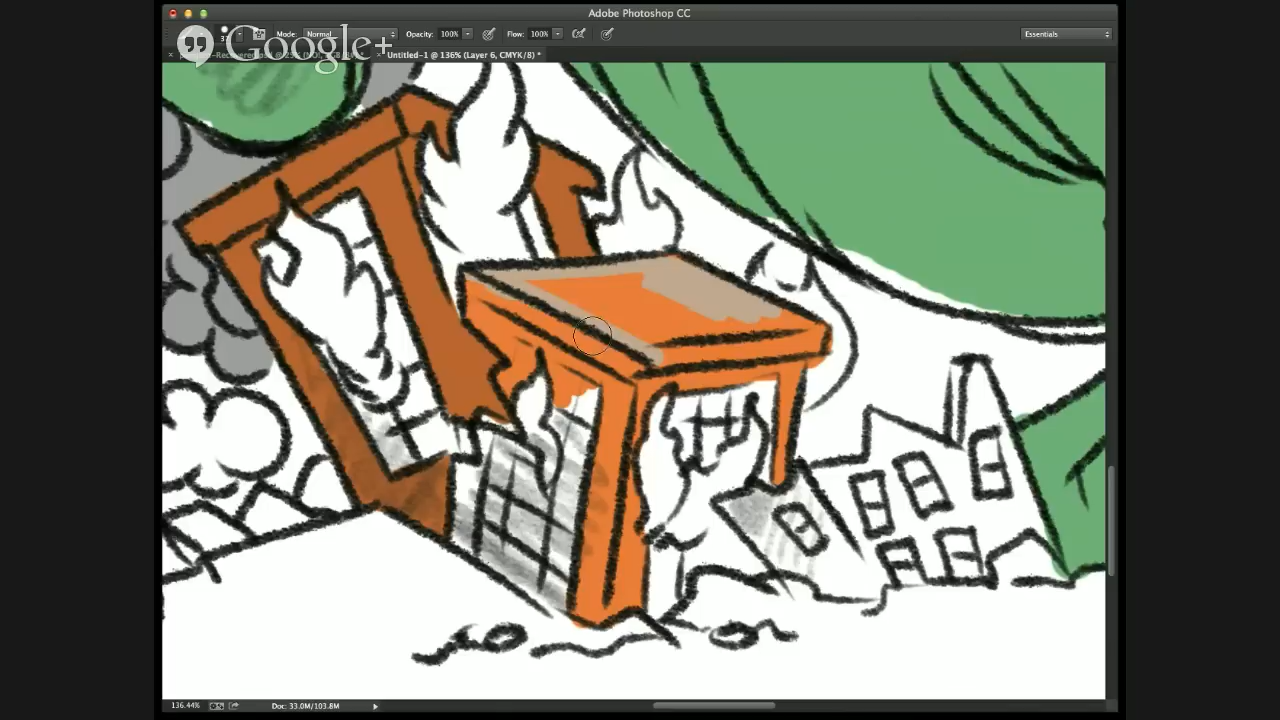 Adobe Photoshop CC
Mode: Normal Opacity: 100% Flow: 100% Essentials
Google+
Untitled-1 @ 136% (Layer 6, CMYK/8) *
136.44% Doc: 33.0M/103.8M